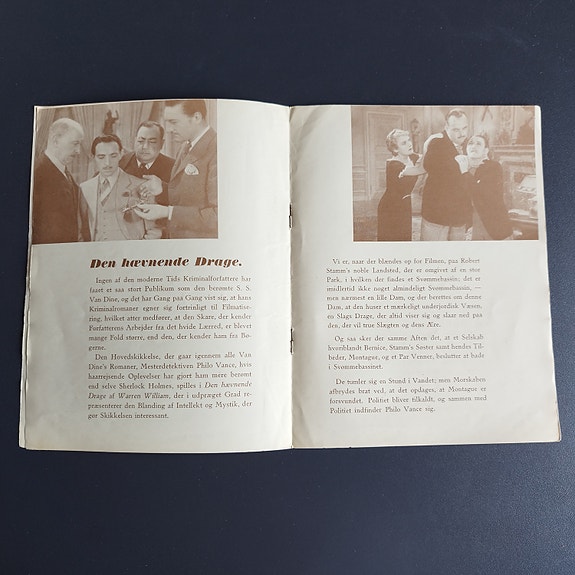 Den hævnende Drage.
Ingen af den moderne Tids Kriminalforfattere har
faaet et saa stort Publikum som den berømte S. S.
Van Dine, og det har Gang paa Gang vist sig, at hans
Kriminalromaner egner sig fortrinligt til Filmatise-
ring, hvilket atter medfører, at den Skare, der kender
Forfatterens Arbejder fra det hvide Lærred, er blevet
mange Fold større, end den, der kender ham fra Bø-
gerne.
Den Hovedskikkelse, der gaar igennem alle Van
Dine's Romaner, Mesterdetektiven Philo Vance, hvis
haarrejsende Oplevelser har gjort ham mere berømt
end selve Sherlock Holmes, spilles i Den hævnende
Drage af Warren William, der i udpræget Grad re-
præsenterer den Blanding af Intellekt og Mystik, der
gør Skikkelsen interessant.
Vi er, naar der blændes op for Filmen, paa Robert
Stamm's noble Landsted, der er omgivet af en stor
Park, i hvilken der findes et Svømmebassin; det er
imidlertid ikke noget almindeligt Svømmebassin, —
men nærmest en lille Dam, og der berettes om denne
Dam, at den huser et mærkeligt underjordisk Væsen,
en Slags Drage, der altid viser sig og slaar ned paa
den, der vil true Slægten og dens Ære.
Og saa sker der samme Aften det, at et Selskab
hvoriblandt Bernice, Stamm's Søster samt hendes Til-
beder, Montague, og et Par Venner, beslutter at bade
i Svømmebassinet.
De tumler sig en Stund i Vandet; men Morskaben
afbrydes brat ved, at det opdages, at Montague er
forsvundet. Politiet bliver tilkaldt, og sammen med
Politiet indfinder Philo Vance sig.